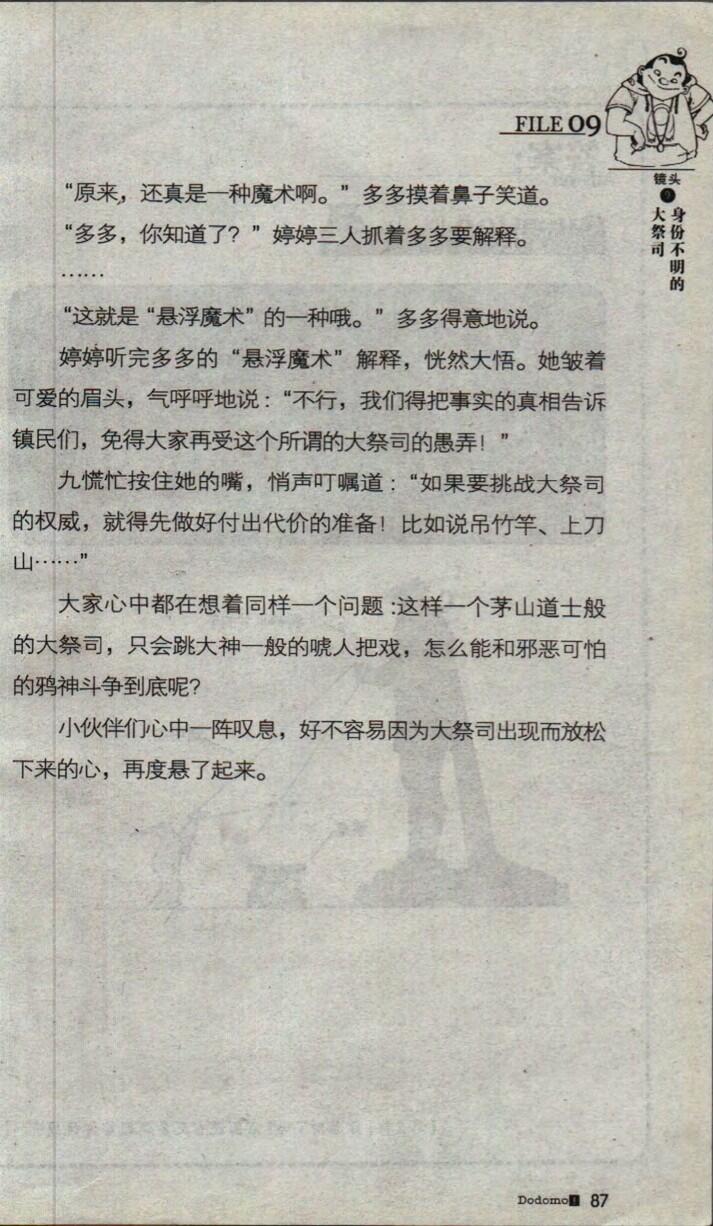 FILE 09
镜头
身份不明的
大祭司
“原来，还真是一种魔术啊。”多多摸着鼻子笑道。
“多多，你知道了？”婷婷三人抓着多多要解释。
……
“这就是“悬浮魔术”的一种哦。”多多得意地说。
婷婷听完多多的“悬浮魔术”解释，恍然大悟。她皱着
可爱的眉头，气呼呼地说：“不行，我们得把事实的真相告诉
镇民们，免得大家再受这个所谓的大祭司的愚弄！”
九慌忙按住她的嘴，悄声叮嘱道：“如果要挑战大祭司
的权威，就得先做好付出代价的准备！比如说吊竹竿、上刀
山……”
大家心中都在想着同样一个问题：这样一个茅山道士般
的大祭司，只会跳大神一般的唬人把戏，怎么能和邪恶可怕
的鸦神斗争到底呢？
小伙伴们心中一阵叹息，好不容易因为大祭司出现而放松
下来的心，再度悬了起来。
Dodomo! 87